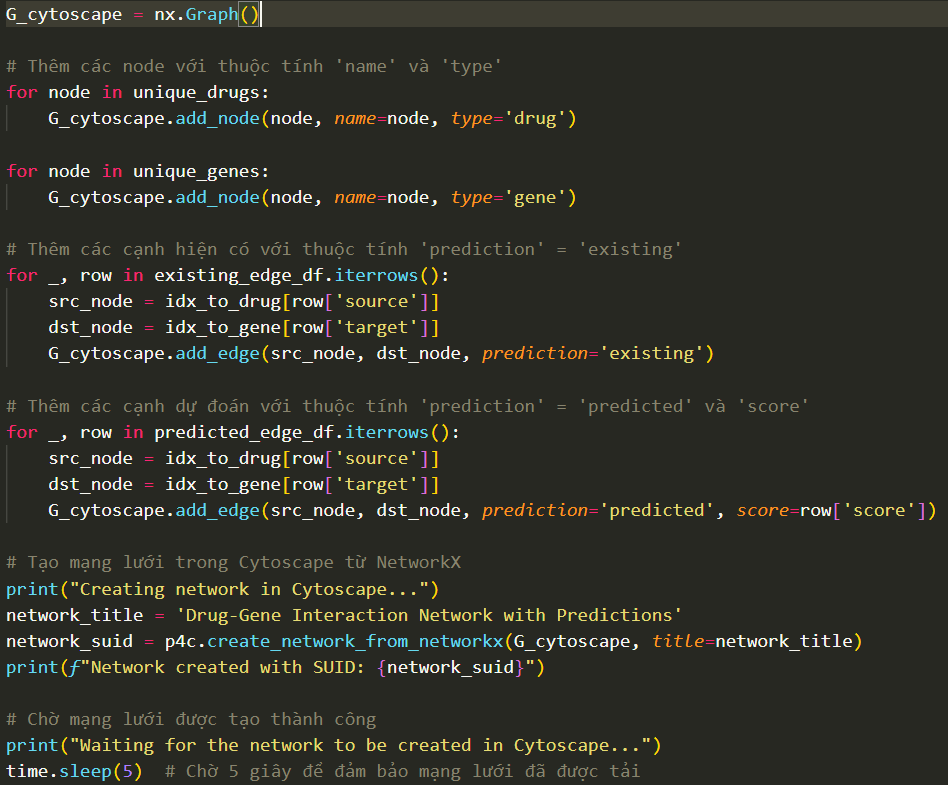 G_cytoscape = nx.Graph()
# Thêm các node với thuộc tính 'name' và 'type'
for node in unique_drugs:
    G_cytoscape.add_node(node, name=node, type='drug')
for node in unique_genes:
    G_cytoscape.add_node(node, name=node, type='gene')
# Thêm các cạnh hiện có với thuộc tính 'prediction' = 'existing'
for _, row in existing_edge_df.iterrows():
    src_node = idx_to_drug[row['source']]
    dst_node = idx_to_gene[row['target']]
    G_cytoscape.add_edge(src_node, dst_node, prediction='existing')
# Thêm các cạnh dự đoán với thuộc tính 'prediction' = 'predicted' và 'score'
for _, row in predicted_edge_df.iterrows():
    src_node = idx_to_drug[row['source']]
    dst_node = idx_to_gene[row['target']]
    G_cytoscape.add_edge(src_node, dst_node, prediction='predicted', score=row['score'])
# Tạo mạng lưới trong Cytoscape từ NetworkX
print("Creating network in Cytoscape...")
network_title = 'Drug-Gene Interaction Network with Predictions'
network_suid = p4c.create_network_from_networkx(G_cytoscape, title=network_title)
print(f"Network created with SUID: {network_suid}")
# Chờ mạng lưới được tạo thành công
print("Waiting for the network to be created in Cytoscape...")
time.sleep(5)  # Chờ 5 giây để đảm bảo mạng lưới đã được tải